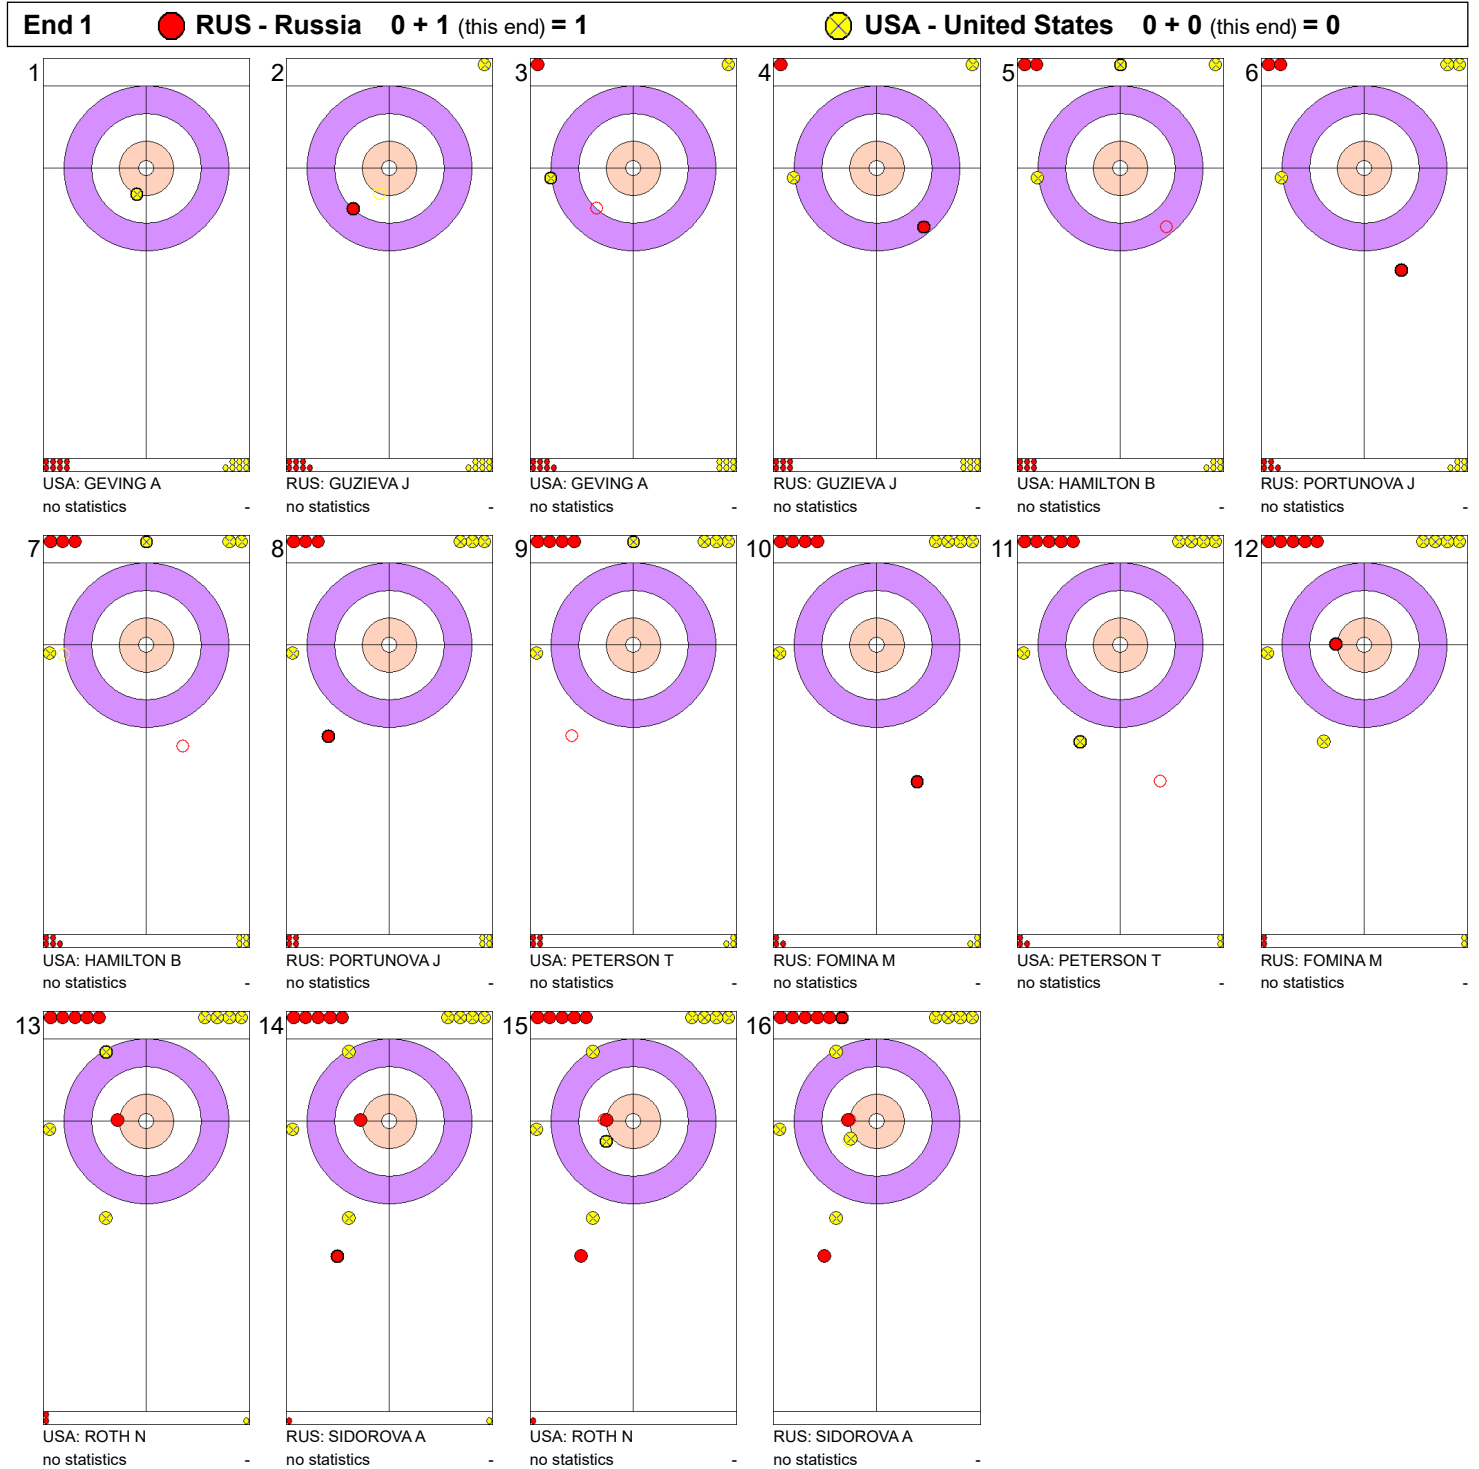 End 1 RUS - Russia 0 + 1 (this end) = 1 USA - United States 0 + 0 (this end) = 0
1 2 3 4 5 6
USA: GEVING A RUS: GUZIEVA J USA: GEVING A RUS: GUZIEVA J USA: HAMILTON B RUS: PORTUNOVA J
no statistics - no statistics - no statistics - no statistics - no statistics - no statistics -
7 8 9 10 11 12
USA: HAMILTON B RUS: PORTUNOVA J USA: PETERSON T RUS: FOMINA M USA: PETERSON T RUS: FOMINA M
no statistics - no statistics - no statistics - no statistics - no statistics - no statistics -
13 14 15 16
USA: ROTH N RUS: SIDOROVA A USA: ROTH N RUS: SIDOROVA A
no statistics - no statistics - no statistics - no statistics -